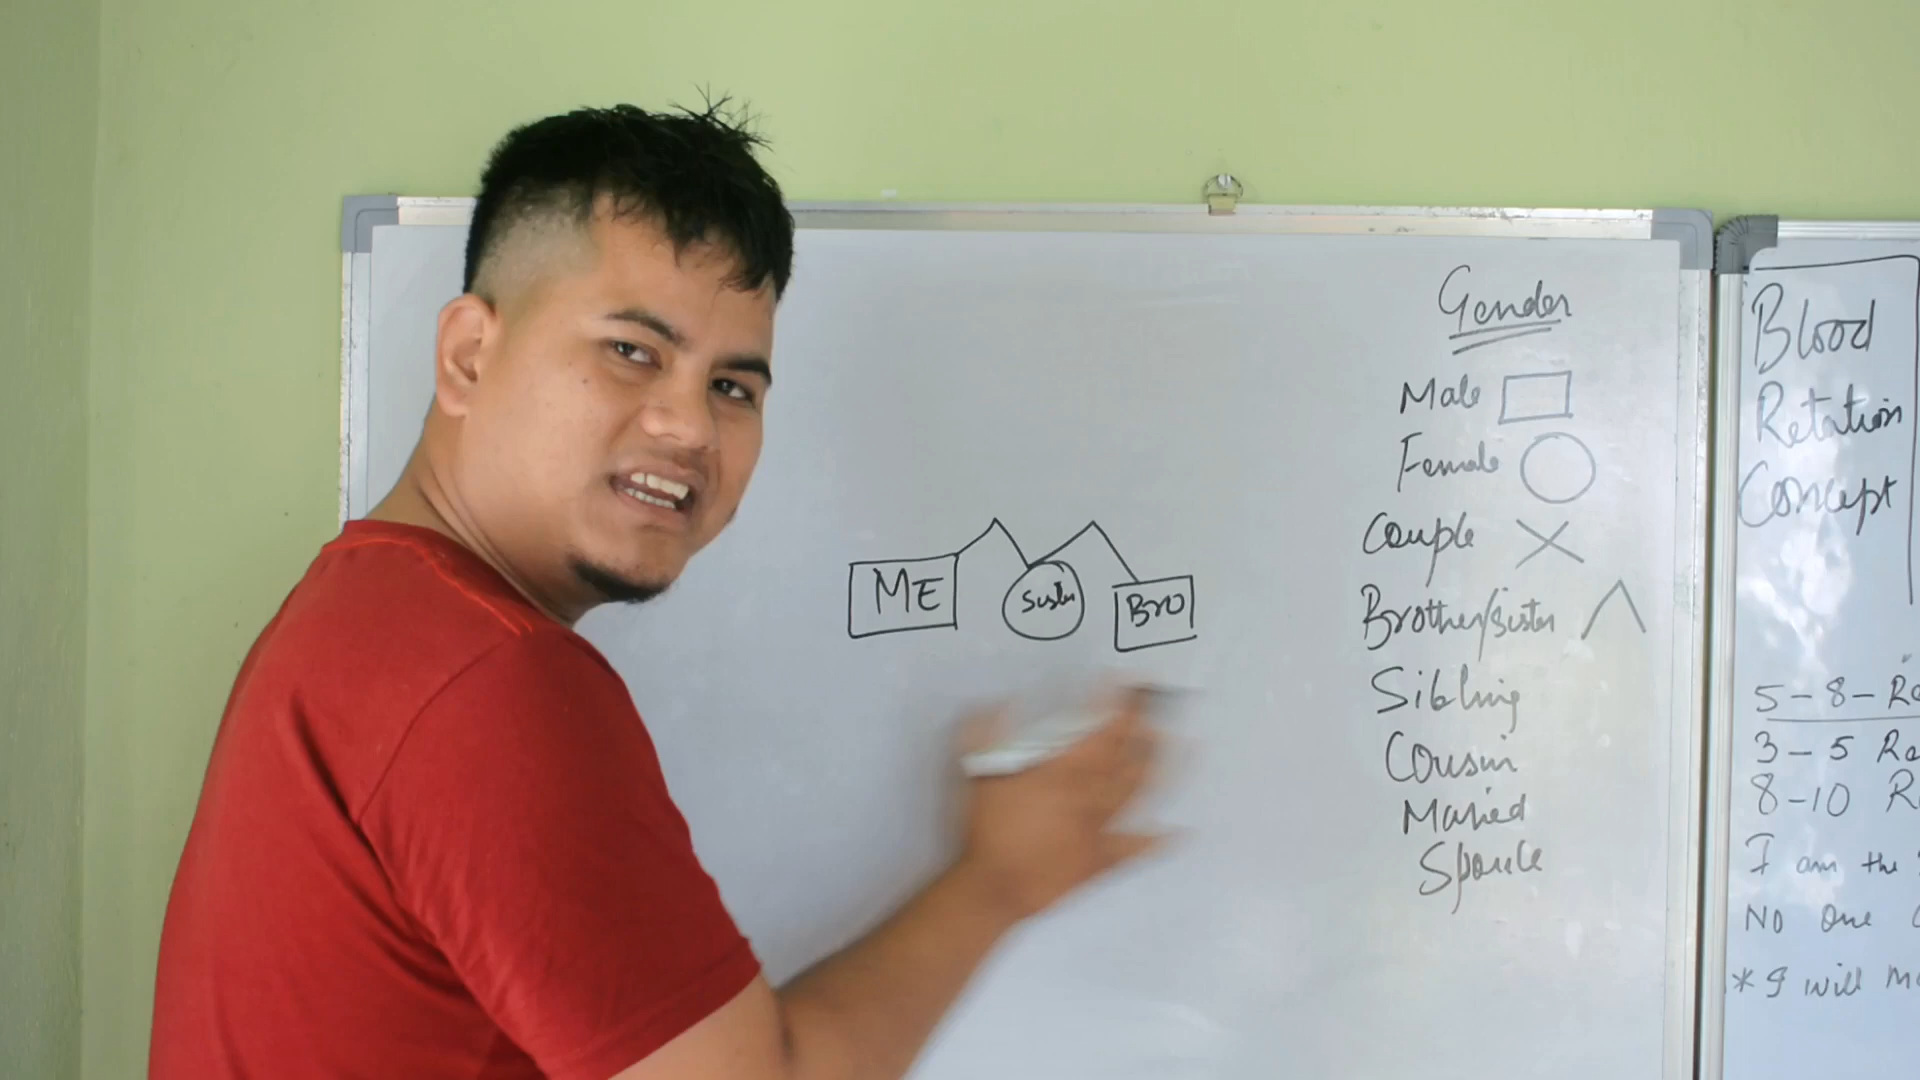 ME
Sister
Bro
Gender
Male
Female
Couple
Brother/Sister
Sibling
Cousin
Maried
Spouse
Blood
Relation
Concept
5-8-
3-5
8-10
I am the
No one
* I will